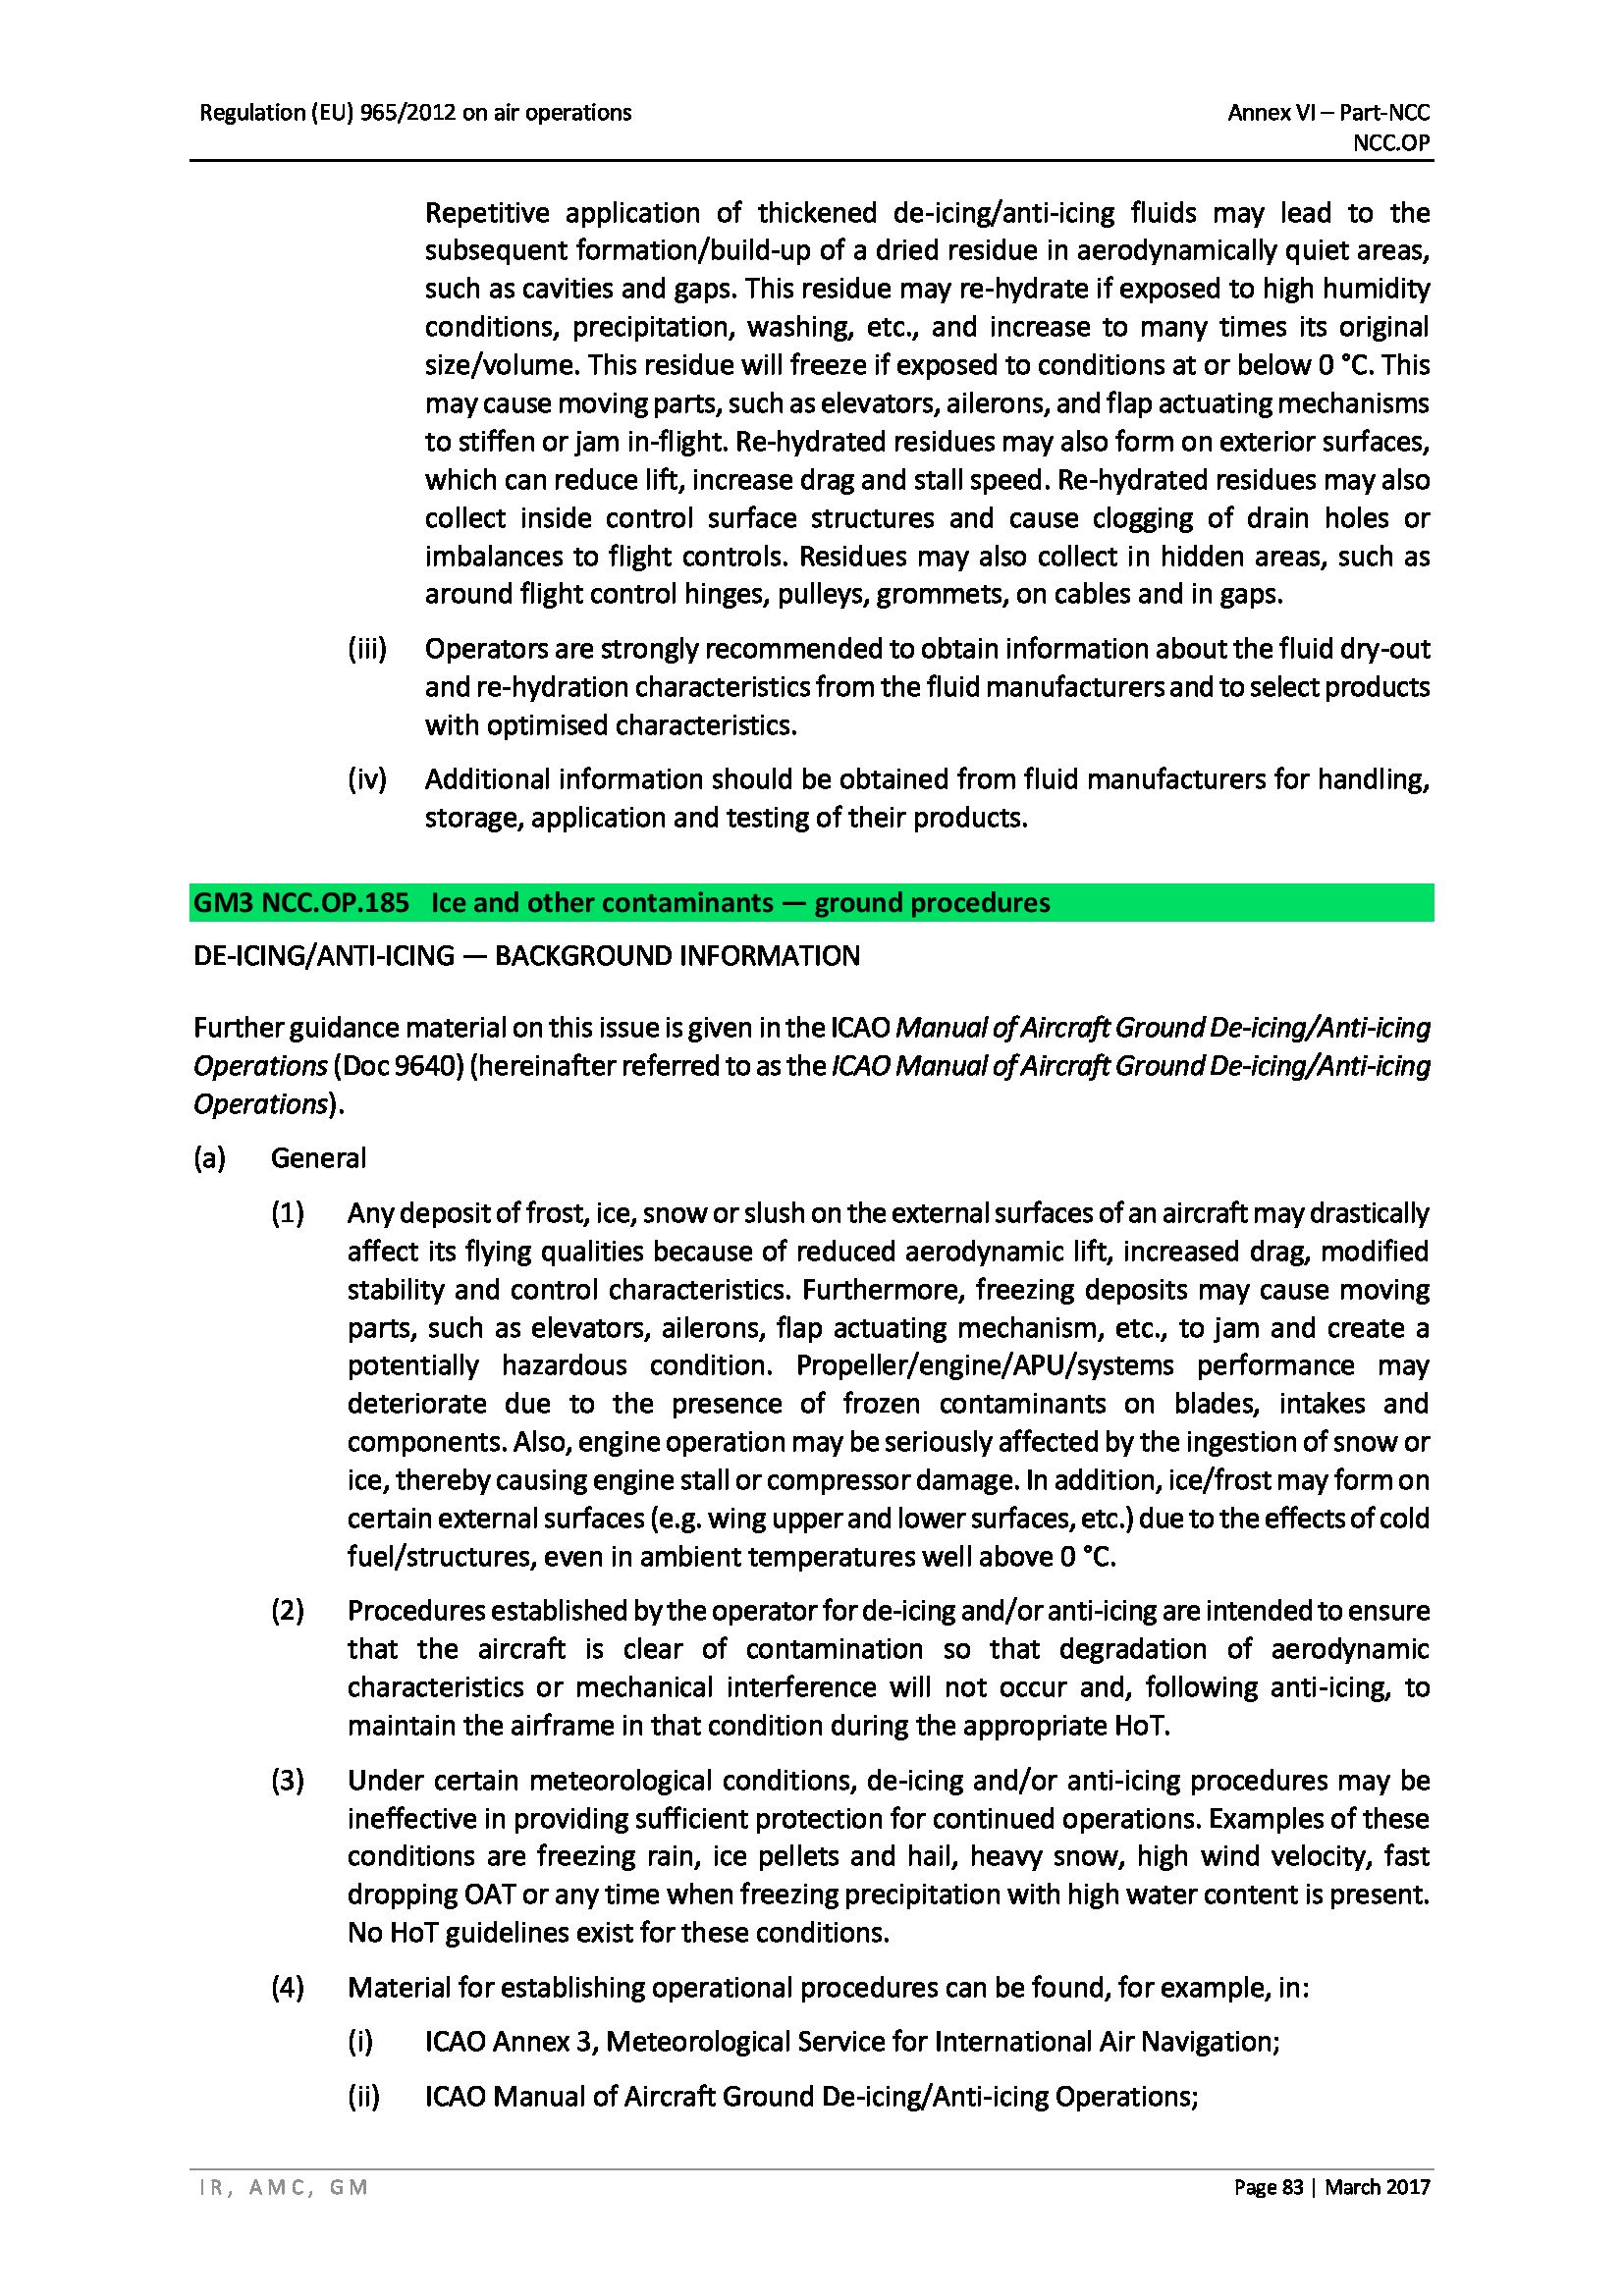 Regulation (EU) 965/2012 on air operations
Annex VI – Part-NCC
NCC.OP
Repetitive application of thickened de-icing/anti-icing fluids may lead to the
subsequent formation/build-up of a dried residue in aerodynamically quiet areas,
such as cavities and gaps. This residue may re-hydrate if exposed to high humidity
conditions, precipitation, washing, etc., and increase to many times its original
size/volume. This residue will freeze if exposed to conditions at or below 0 °C. This
may cause moving parts, such as elevators, ailerons, and flap actuating mechanisms
to stiffen or jam in-flight. Re-hydrated residues may also form on exterior surfaces,
which can reduce lift, increase drag and stall speed. Re-hydrated residues may also
collect inside control surface structures and cause clogging of drain holes or
imbalances to flight controls. Residues may also collect in hidden areas, such as
around flight control hinges, pulleys, grommets, on cables and in gaps.
(iii) Operators are strongly recommended to obtain information about the fluid dry-out
and re-hydration characteristics from the fluid manufacturers and to select products
with optimised characteristics.
(iv) Additional information should be obtained from fluid manufacturers for handling,
storage, application and testing of their products.
GM3 NCC.OP.185 Ice and other contaminants — ground procedures
DE-ICING/ANTI-ICING — BACKGROUND INFORMATION
Further guidance material on this issue is given in the ICAO Manual of Aircraft Ground De-icing/Anti-icing
Operations (Doc 9640) (hereinafter referred to as the ICAO Manual of Aircraft Ground De-icing/Anti-icing
Operations).
(a) General
(1) Any deposit of frost, ice, snow or slush on the external surfaces of an aircraft may drastically
affect its flying qualities because of reduced aerodynamic lift, increased drag, modified
stability and control characteristics. Furthermore, freezing deposits may cause moving
parts, such as elevators, ailerons, flap actuating mechanism, etc., to jam and create a
potentially hazardous condition. Propeller/engine/APU/systems performance may
deteriorate due to the presence of frozen contaminants on blades, intakes and
components. Also, engine operation may be seriously affected by the ingestion of snow or
ice, thereby causing engine stall or compressor damage. In addition, ice/frost may form on
certain external surfaces (e.g. wing upper and lower surfaces, etc.) due to the effects of cold
fuel/structures, even in ambient temperatures well above 0 °C.
(2) Procedures established by the operator for de-icing and/or anti-icing are intended to ensure
that the aircraft is clear of contamination so that degradation of aerodynamic
characteristics or mechanical interference will not occur and, following anti-icing, to
maintain the airframe in that condition during the appropriate HoT.
(3) Under certain meteorological conditions, de-icing and/or anti-icing procedures may be
ineffective in providing sufficient protection for continued operations. Examples of these
conditions are freezing rain, ice pellets and hail, heavy snow, high wind velocity, fast
dropping OAT or any time when freezing precipitation with high water content is present.
No HoT guidelines exist for these conditions.
(4) Material for establishing operational procedures can be found, for example, in:
(i) ICAO Annex 3, Meteorological Service for International Air Navigation;
(ii) ICAO Manual of Aircraft Ground De-icing/Anti-icing Operations;
IR, AMC, GM
Page 83 | March 2017